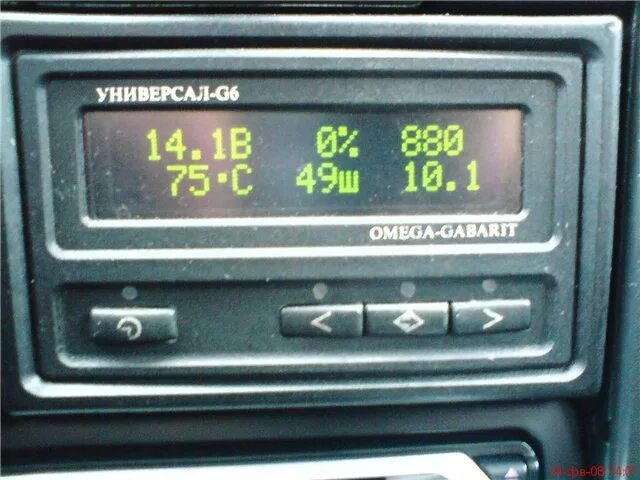 УНИВЕРСАЛ-G6
14.1В 0% 880
75°С 49ш 10.1
OMEGA-GABARIT
< >